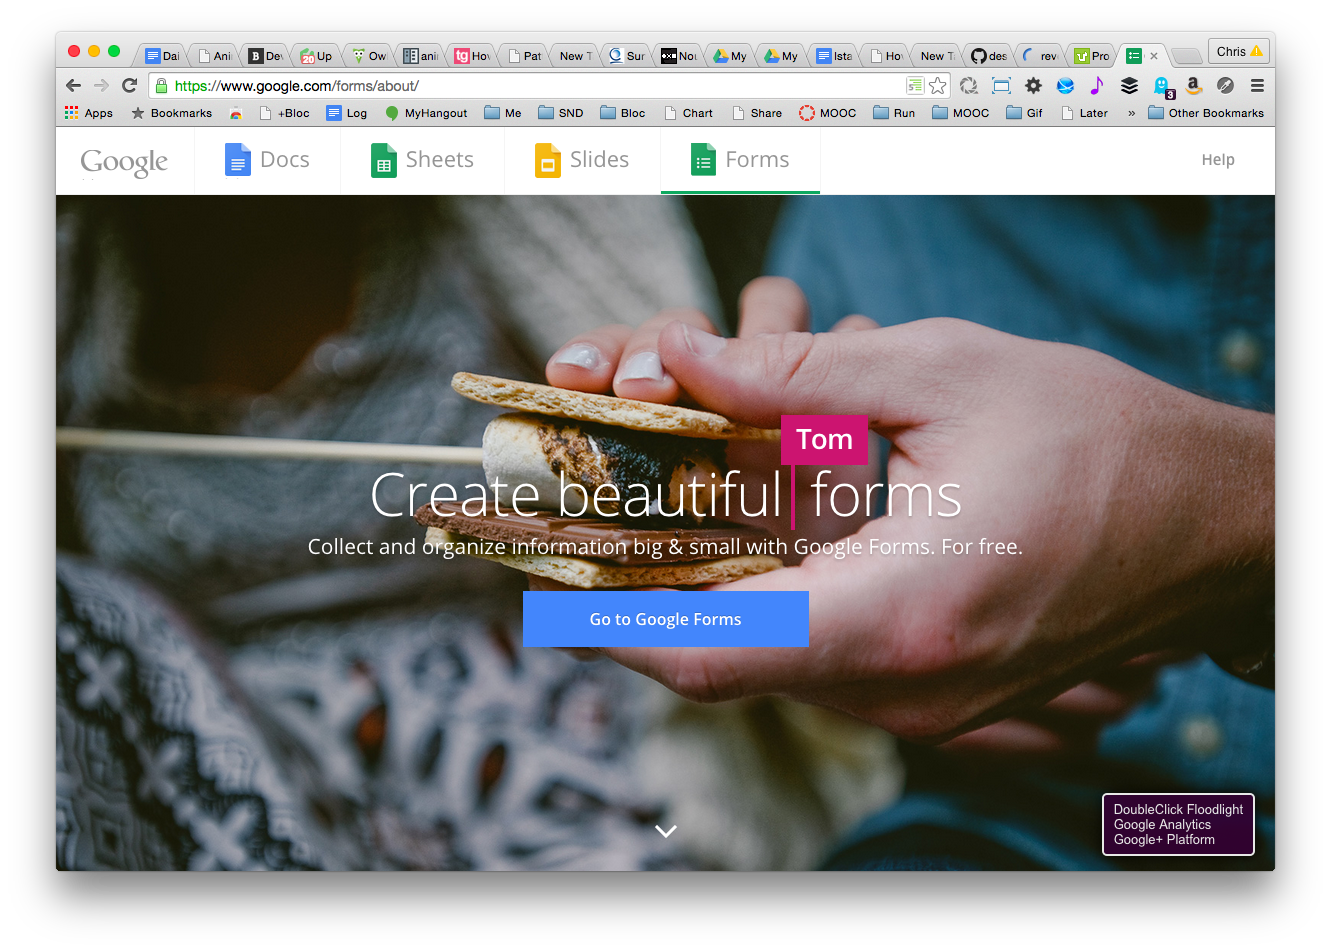 Dai
Ani
Dev
Up
Ow
ani
Hov
Pat
New T
Sur
Nou
My
My
Ista
Hov
New T
des
rev
Pro
Chris
https://www.google.com/forms/about/
3
Apps
Bookmarks
+Bloc
Log
MyHangout
Me
SND
Bloc
Chart
Share
MOOC
Run
MOOC
Gif
Later
»
Other Bookmarks
Google
Docs
Sheets
Slides
Forms
Help
Tom
Create beautiful forms
Collect and organize information big & small with Google Forms. For free.
Go to Google Forms
DoubleClick Floodlight
Google Analytics
Google+ Platform